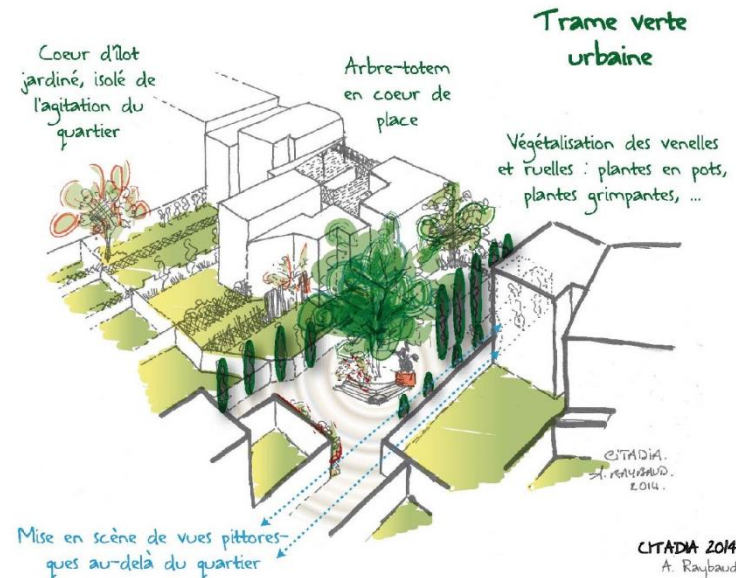 Trame verte
urbaine
Coeur d'îlot
jardiné, isolé de
l'agitation du
quartier
Arbre-totem
en coeur de
place
Végétalisation des venelles
et ruelles : plantes en pots,
plantes grimpantes, ...
CITADIA.
A. RAYBAUD.
2014.
Mise en scène de vues pittores-
ques au-delà du quartier
CITADIA 2014
A. Raybaud